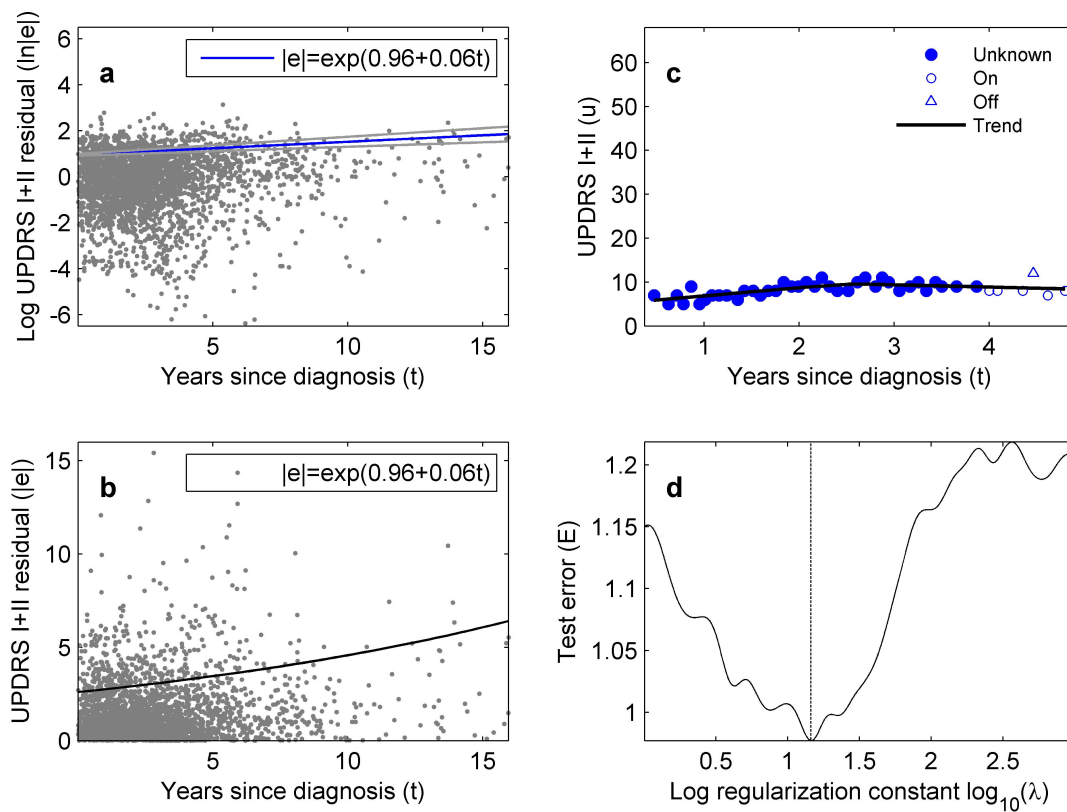 a
|e|=exp(0.96+0.06t)
Log UPDRS I+II residual (ln|e|)
6
4
2
0
-2
-4
-6
5
10
15
Years since diagnosis (t)
c
Unknown
On
Off
Trend
UPDRS I+II (u)
60
50
40
30
20
10
0
1
2
3
4
Years since diagnosis (t)
b
|e|=exp(0.96+0.06t)
UPDRS I+II residual (|e|)
15
10
5
0
5
10
15
Years since diagnosis (t)
d
Test error (E)
1.2
1.15
1.1
1.05
1
0.5
1
1.5
2
2.5
Log regularization constant log₁₀(λ)